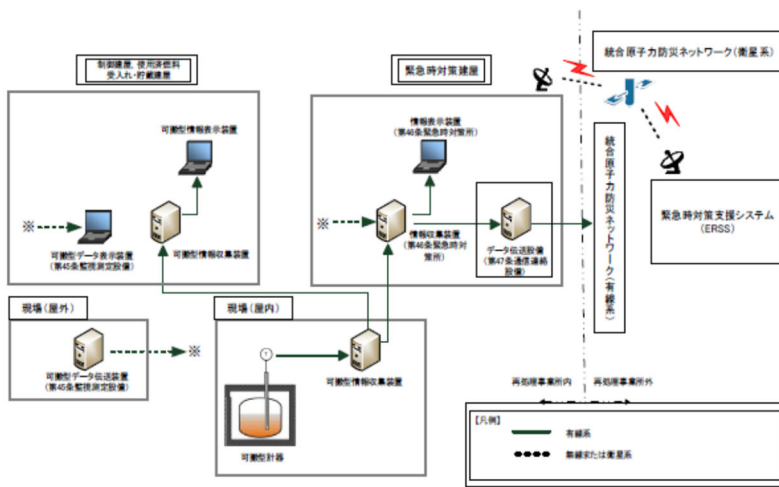 制御建屋，使用済燃料
受入れ・貯蔵建屋
可搬型情報表示装置
※
可搬型データ表示装置
（第45条監視測定設備）
可搬型情報収集装置
緊急時対策建屋
情報表示装置
（第46条緊急時対策所）
※
情報収集装置
（第46条緊急時対
策所）
データ伝送設備
（第47条通信連絡
設備）
統合原子力防災ネットワーク（衛星系）
統合原子力防災ネットワーク（有線系）
緊急時対策支援システム
（ERSS）
現場（屋外）
可搬型データ伝送装置
（第45条監視測定設備）
※
現場（屋内）
T
可搬型情報収集装置
可搬型計器
再処理事業所内
再処理事業所外
【凡例】
有線系
無線または衛星系